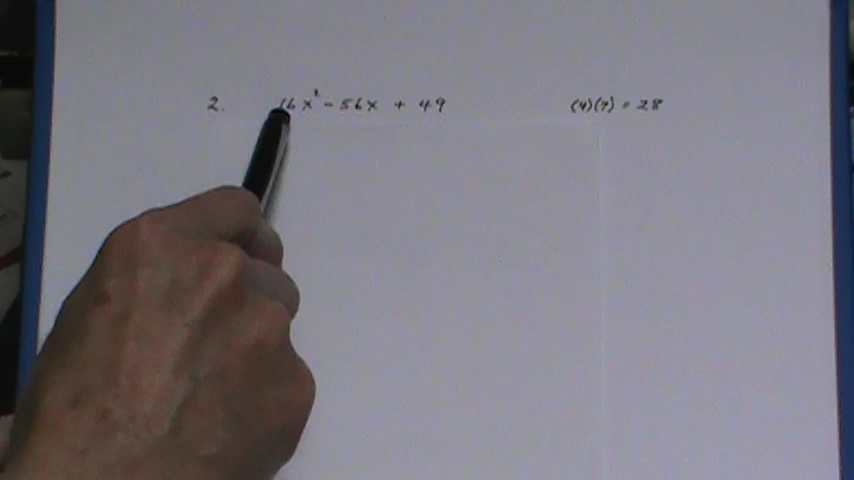 2. 16x² - 56x + 49 (4)(7) = 28